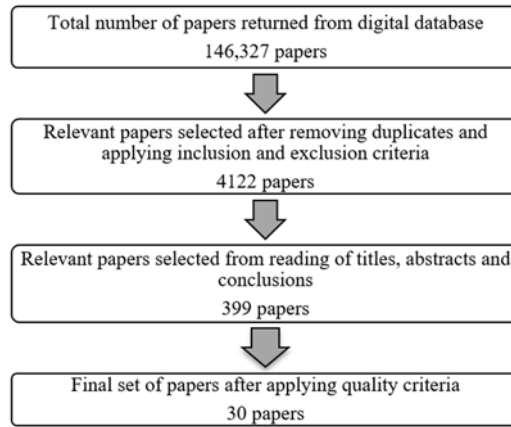 Total number of papers returned from digital database
146,327 papers
Relevant papers selected after removing duplicates and
applying inclusion and exclusion criteria
4122 papers
Relevant papers selected from reading of titles, abstracts and
conclusions
399 papers
Final set of papers after applying quality criteria
30 papers